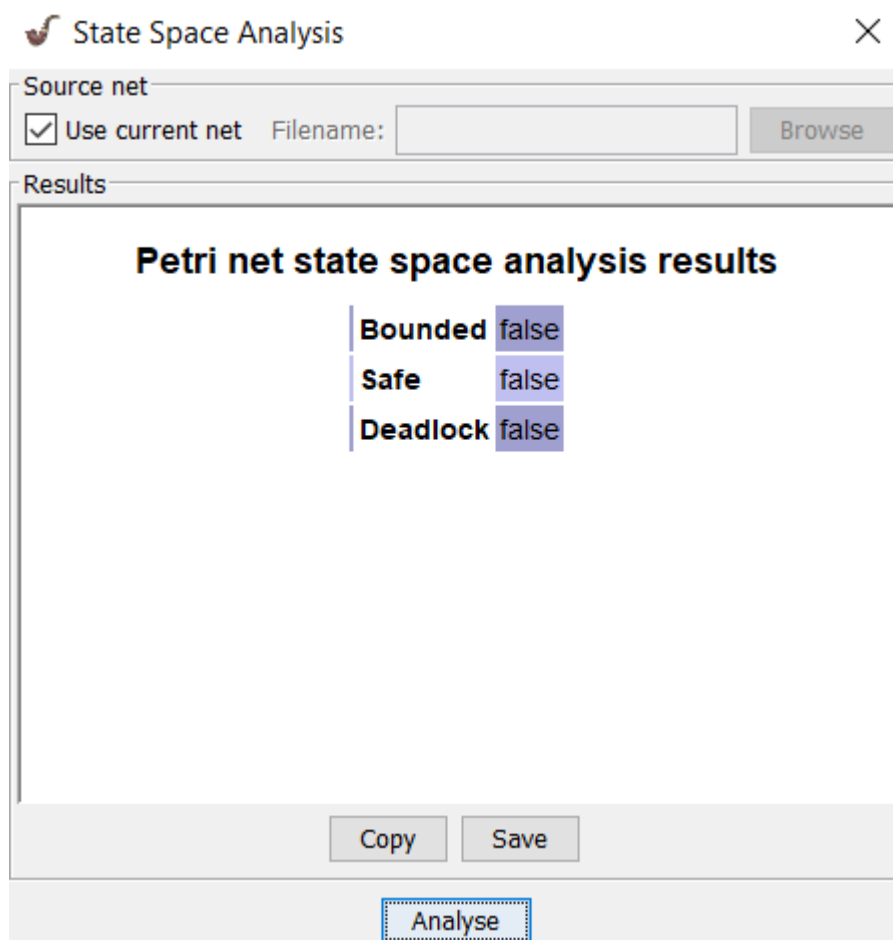 State Space Analysis
Source net
Use current net Filename: Browse
Results
Petri net state space analysis results
Bounded false
Safe false
Deadlock false
Copy Save
Analyse